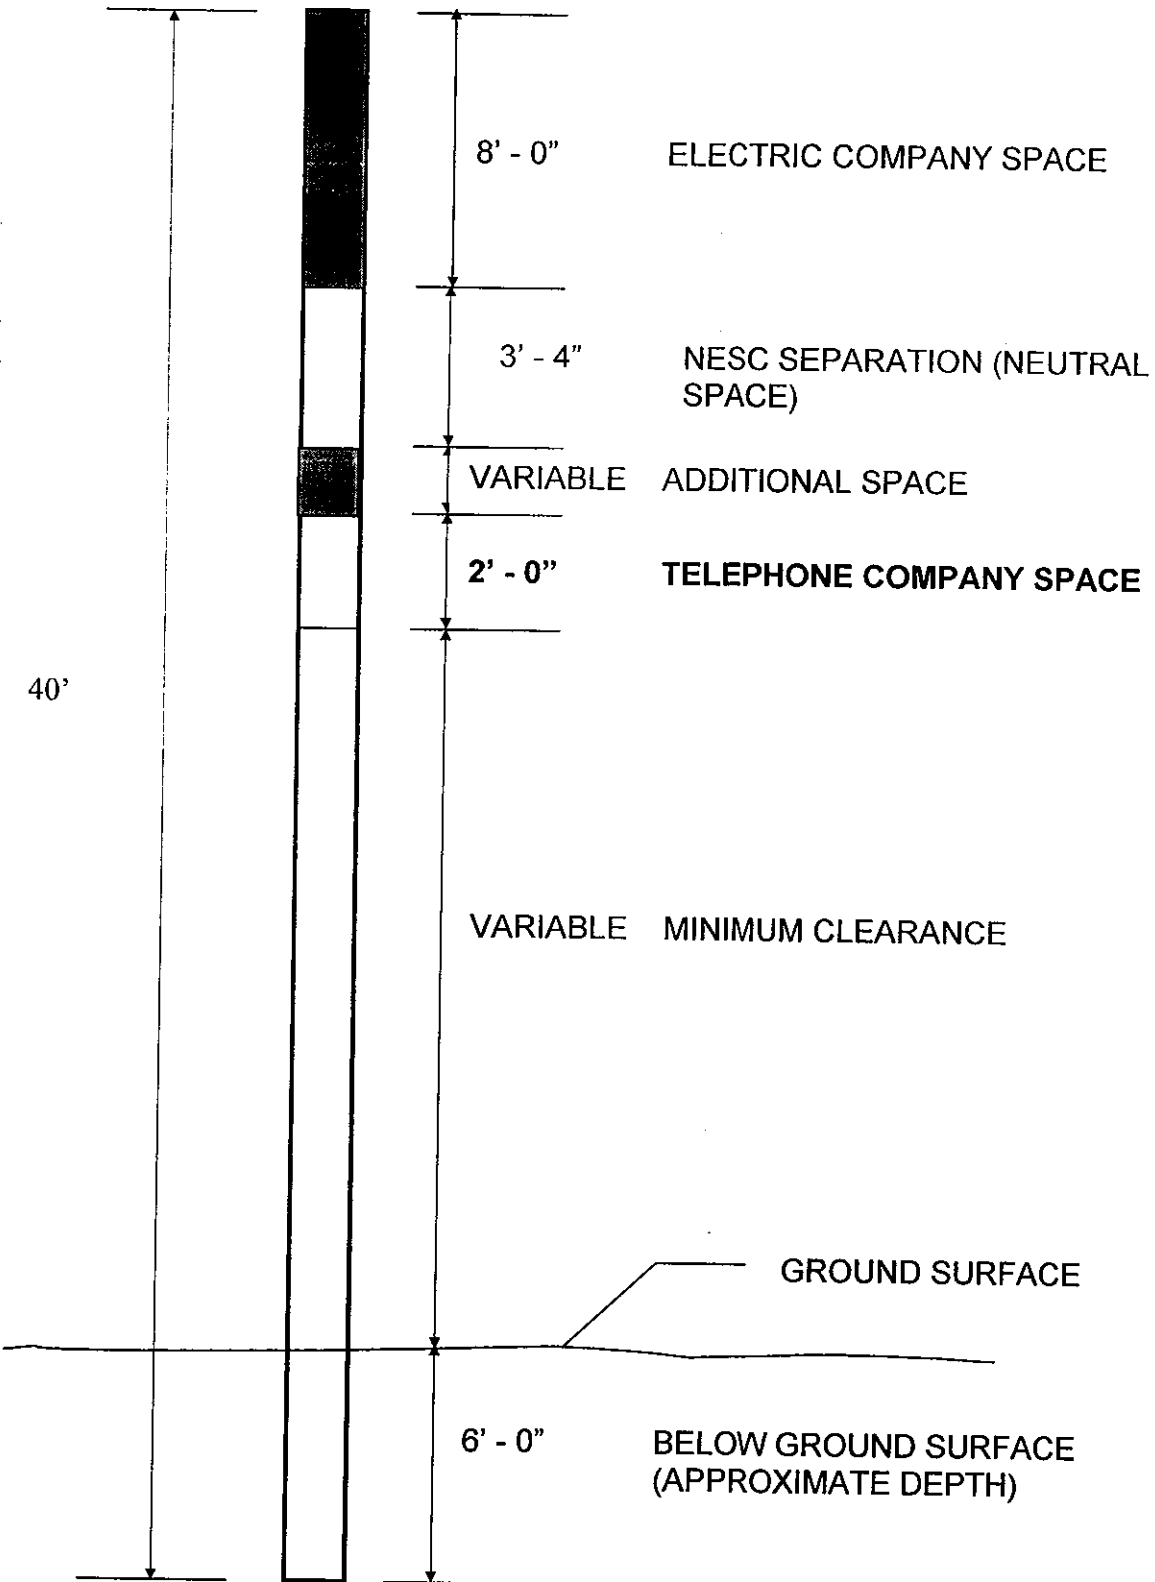 8' - 0” ELECTRIC COMPANY SPACE
3' - 4” NESC SEPARATION (NEUTRAL
SPACE)
VARIABLE ADDITIONAL SPACE
2' - 0” TELEPHONE COMPANY SPACE
40’
VARIABLE MINIMUM CLEARANCE
GROUND SURFACE
6' - 0” BELOW GROUND SURFACE
(APPROXIMATE DEPTH)